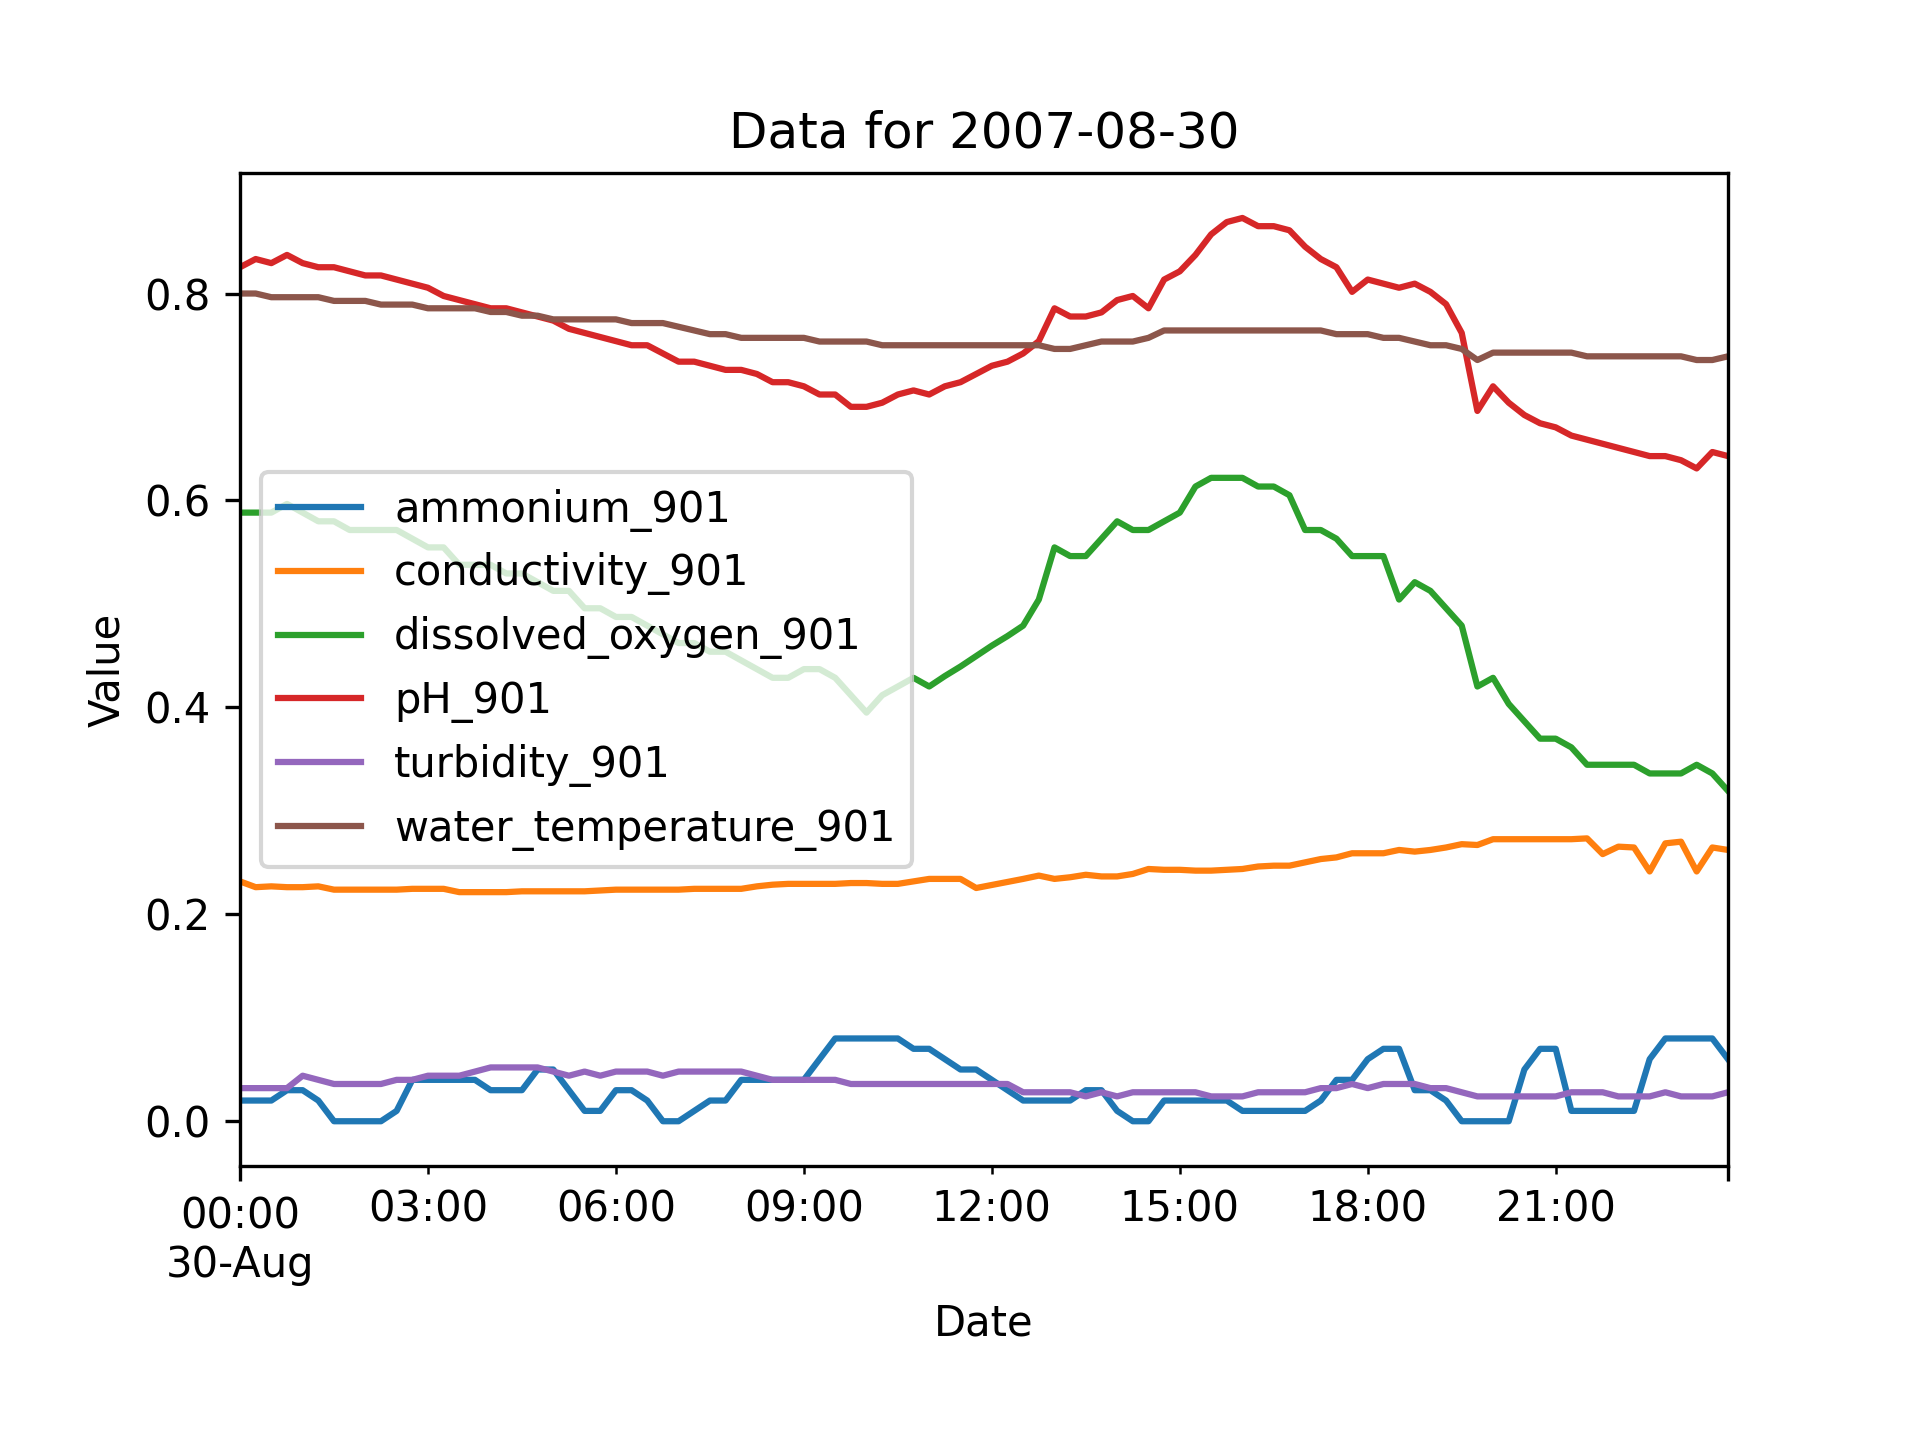 Data for 2007-08-30
Value
0.8
0.6
0.4
0.2
0.0
ammonium_901
conductivity_901
dissolved_oxygen_901
pH_901
turbidity_901
water_temperature_901
00:00 03:00 06:00 09:00 12:00 15:00 18:00 21:00
30-Aug
Date